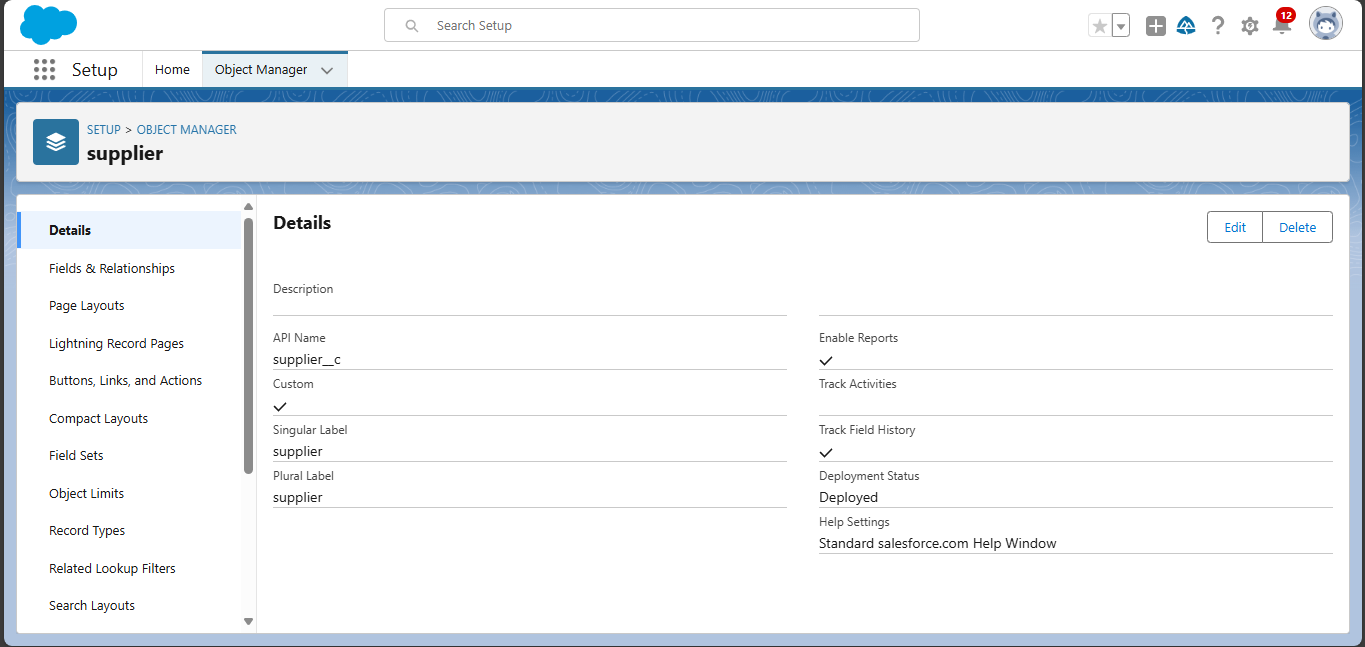 Search Setup
12
Setup
Home
Object Manager
SETUP > OBJECT MANAGER
supplier
Details
Fields & Relationships
Page Layouts
Lightning Record Pages
Buttons, Links, and Actions
Compact Layouts
Field Sets
Object Limits
Record Types
Related Lookup Filters
Search Layouts
Details
Edit
Delete
Description
API Name
supplier__c
Custom
Singular Label
supplier
Plural Label
supplier
Enable Reports
Track Activities
Track Field History
Deployment Status
Deployed
Help Settings
Standard salesforce.com Help Window